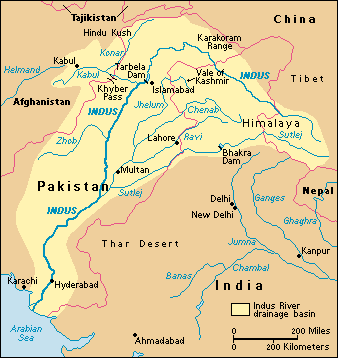 Tajikistan
China
Hindu Kush
Karakoram
Range
Konar
Kabul
Tarbela
Dam
INDUS
Helmand
Kabul
Vale of
Kashmir
Islamabad
Tibet
Khyber
Pass
Afghanistan
INDUS
Jhelum
Chenab
Himalaya
Sutlej
Zhob
Lahore
Ravi
Bhakra
Dam
Multan
Pakistan
Sutlej
Nepal
Delhi
Ganges
INDUS
New Delhi
Ghaghra
Thar Desert
Jumna
Kanpur
Chambal
Banas
Karachi
Hyderabad
India
Indus River
drainage basin
Arabian
Sea
0
200 Miles
0
200 Kilometers
Ahmadabad